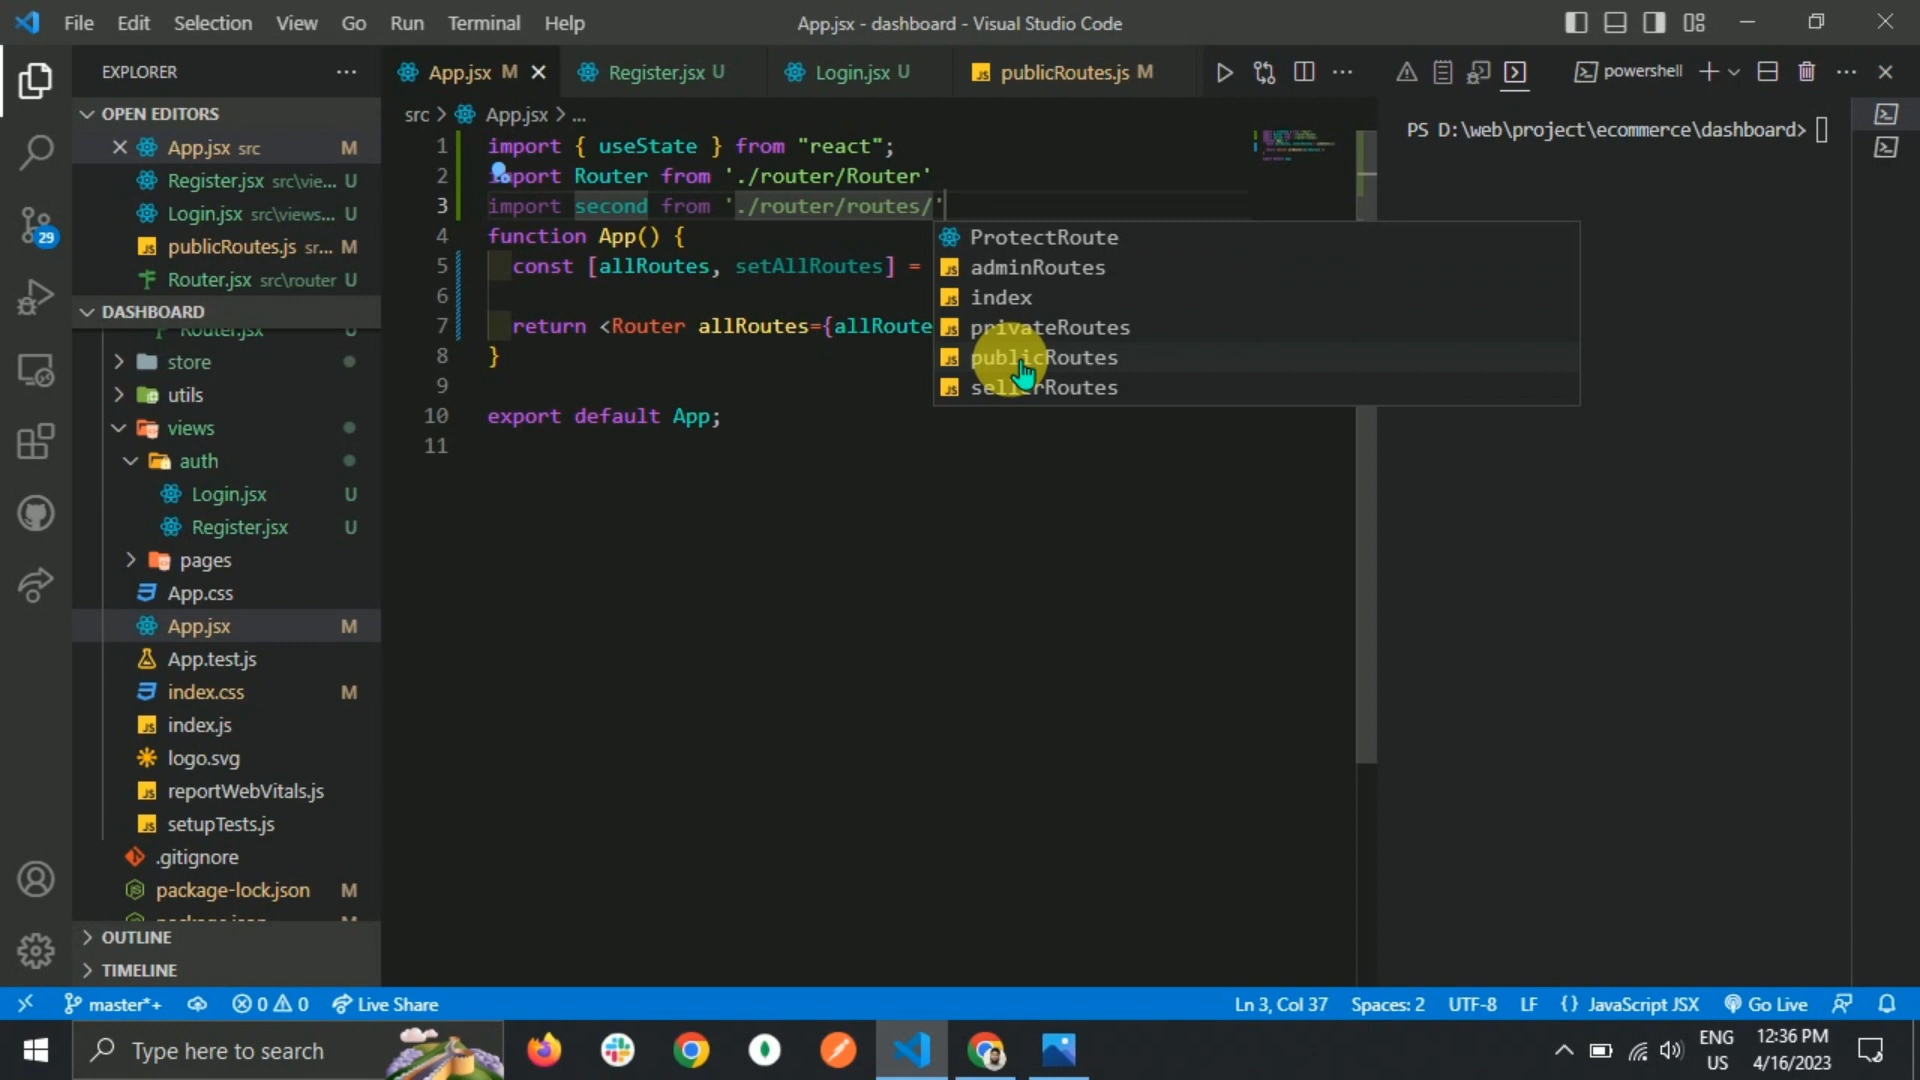 File Edit Selection View Go Run Terminal Help
App.jsx - dashboard - Visual Studio Code
EXPLORER
App.jsx M
Register.jsx U
Login.jsx U
publicRoutes.js M
powershell
OPEN EDITORS
App.jsx src M
Register.jsx src\vie... U
Login.jsx src\views... U
publicRoutes.js sr... M
Router.jsx src\router U
DASHBOARD
Router.jsx U
store
utils
views
auth
Login.jsx U
Register.jsx U
pages
App.css
App.jsx M
App.test.js
index.css M
index.js
logo.svg
reportWebVitals.js
setupTests.js
.gitignore
package-lock.json M
OUTLINE
TIMELINE
src > App.jsx > ...
1 import { useState } from "react";
2 import Router from './router/Router'
3 import second from './router/routes/'
4 function App() {
5 const [allRoutes, setAllRoutes] =
6
7 return <Router allRoutes={allRoute
8 }
9
10 export default App;
11
ProtectRoute
adminRoutes
index
privateRoutes
publicRoutes
sellerRoutes
PS D:\web\project\ecommerce\dashboard>
29
master*+ 0 0 Live Share
Ln 3, Col 37 Spaces: 2 UTF-8 LF {} JavaScript JSX Go Live
Type here to search
ENG
US
12:36 PM
4/16/2023